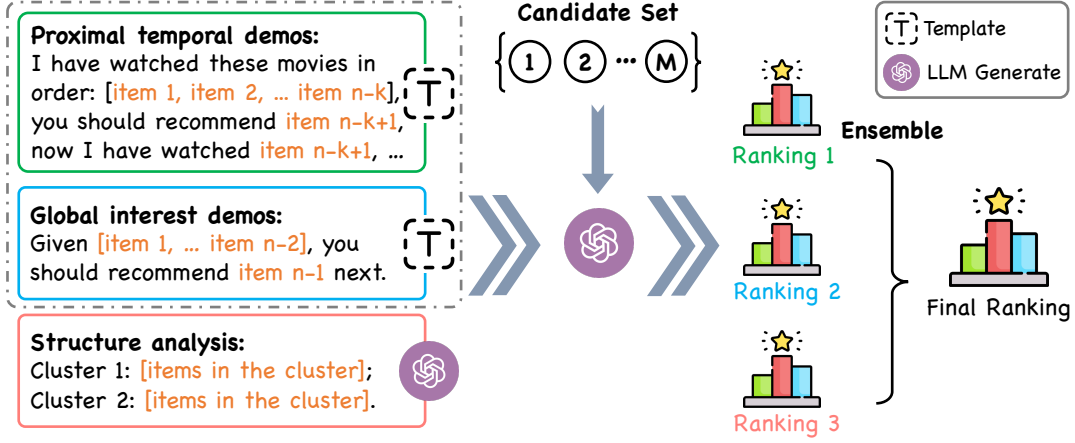 Proximal temporal demos:
I have watched these movies in
order: [item 1, item 2, ... item n-k],
you should recommend item n-k+1,
now I have watched item n-k+1, ...
T
Global interest demos:
Given [item 1, ... item n-2], you
should recommend item n-1 next.
T
Structure analysis:
Cluster 1: [items in the cluster];
Cluster 2: [items in the cluster].
Candidate Set
{1 2 ... M}
Ranking 1
Ranking 2
Ranking 3
Ensemble
Final Ranking
T Template
LLM Generate